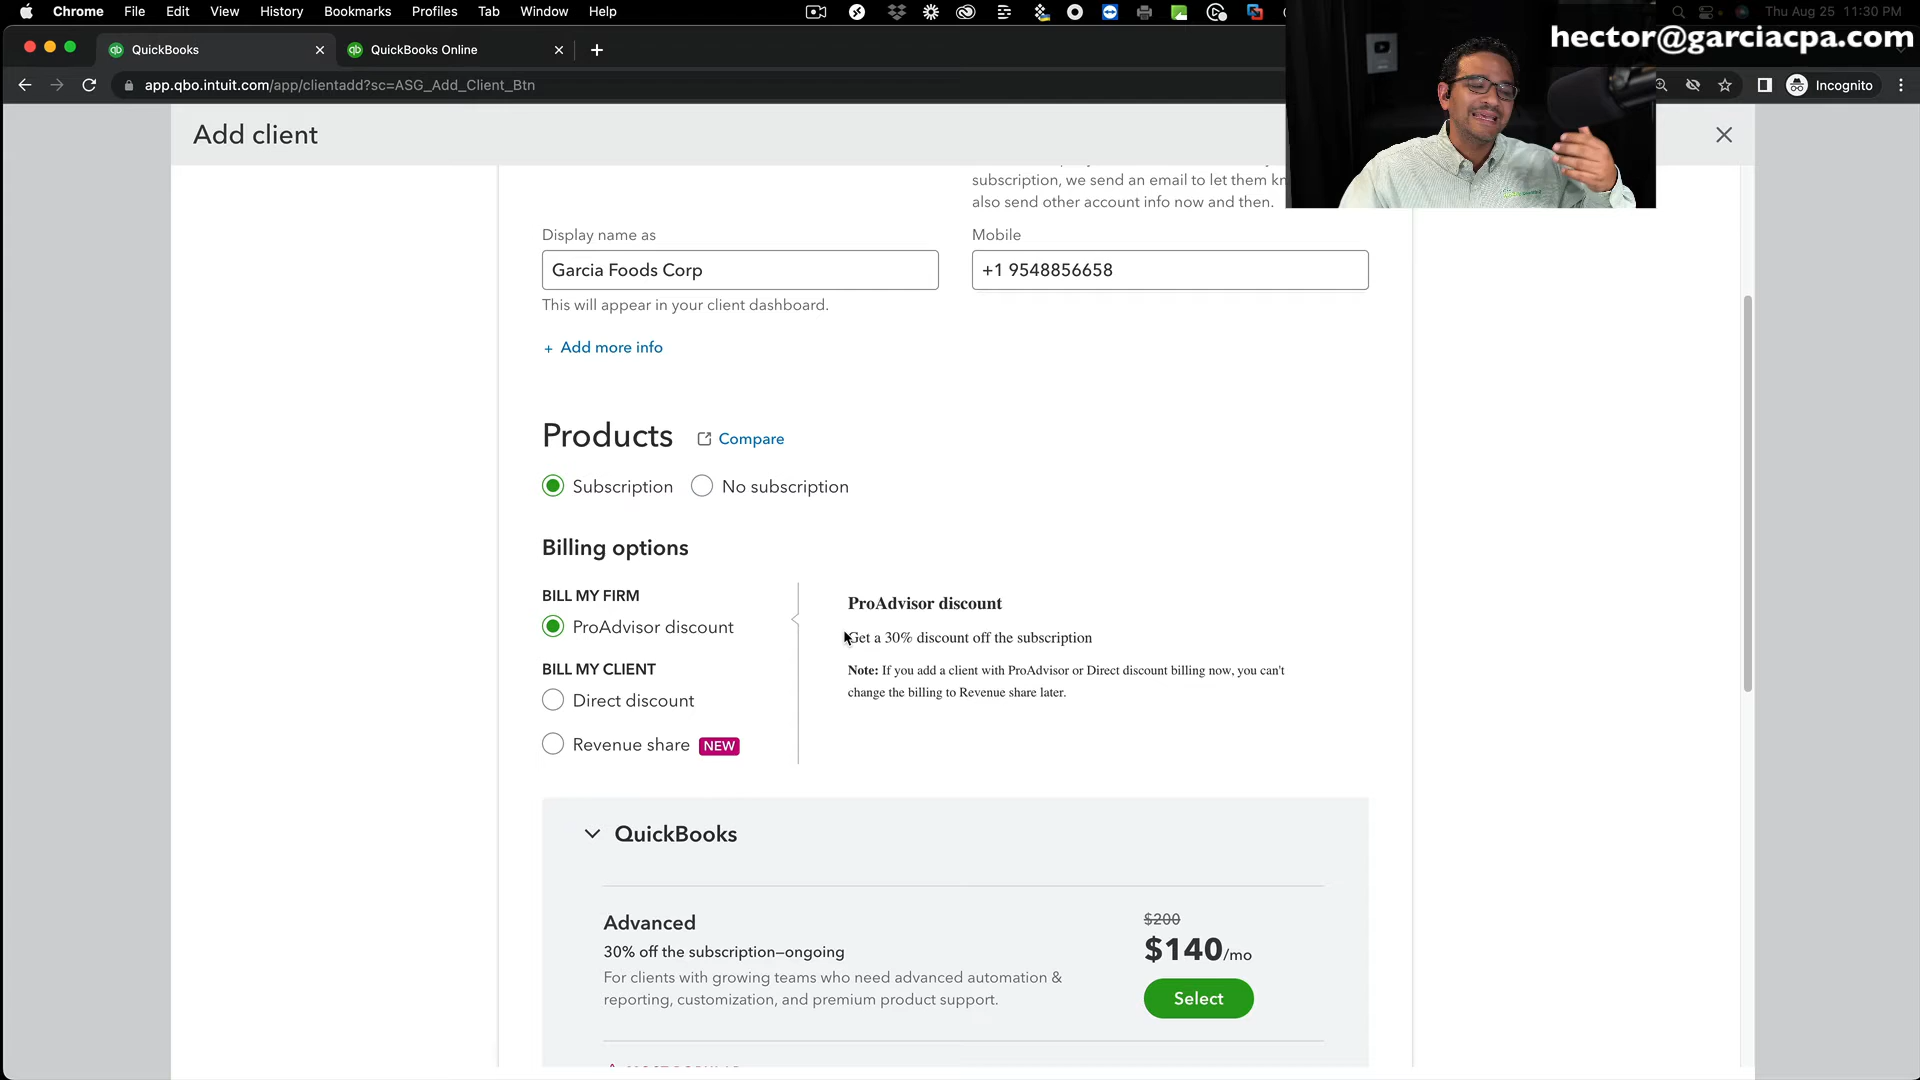 Chrome File Edit View History Bookmarks Profiles Tab Window Help
Thu Aug 25 11:30 PM
hector@garciacpa.com
QuickBooks
QuickBooks Online
app.qbo.intuit.com/app/clientadd?sc=ASG_Add_Client_Btn
Incognito
Add client
subscription, we send an email to let them
also send other account info now and then.
Display name as
Mobile
Garcia Foods Corp
+1 9548856658
This will appear in your client dashboard.
+ Add more info
Products
Compare
Subscription
No subscription
Billing options
BILL MY FIRM
ProAdvisor discount
BILL MY CLIENT
Direct discount
Revenue share NEW
ProAdvisor discount
Get a 30% discount off the subscription
Note: If you add a client with ProAdvisor or Direct discount billing now, you can't
change the billing to Revenue share later.
QuickBooks
Advanced
30% off the subscription—ongoing
For clients with growing teams who need advanced automation &
reporting, customization, and premium product support.
$200
$140/mo
Select